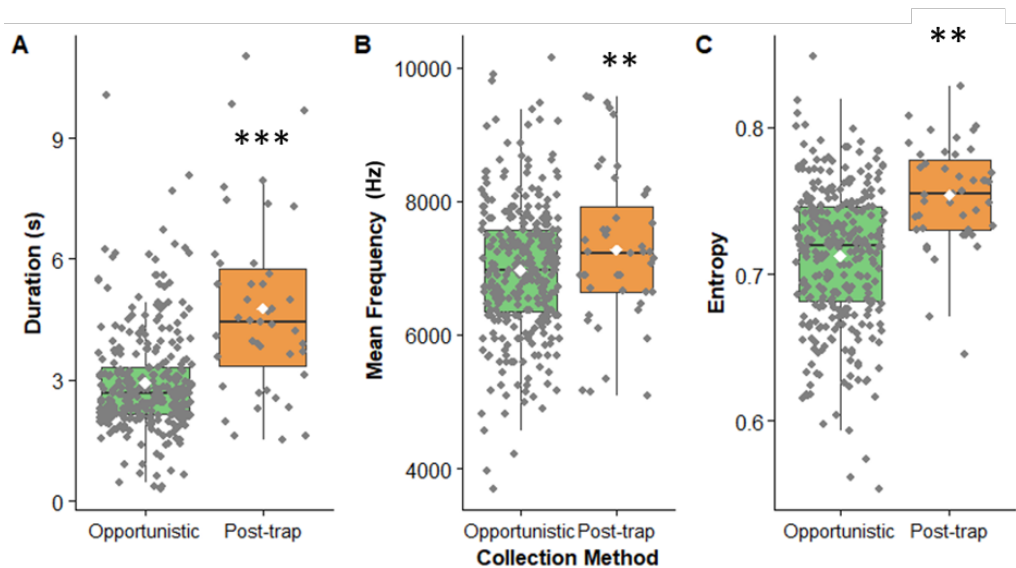 A
Duration (s)
9
6
3
0
***
Opportunistic
Post-trap
B
Mean Frequency (Hz)
10000
8000
6000
4000
**
Opportunistic
Post-trap
C
Entropy
0.8
0.7
0.6
**
Opportunistic
Post-trap
Collection Method